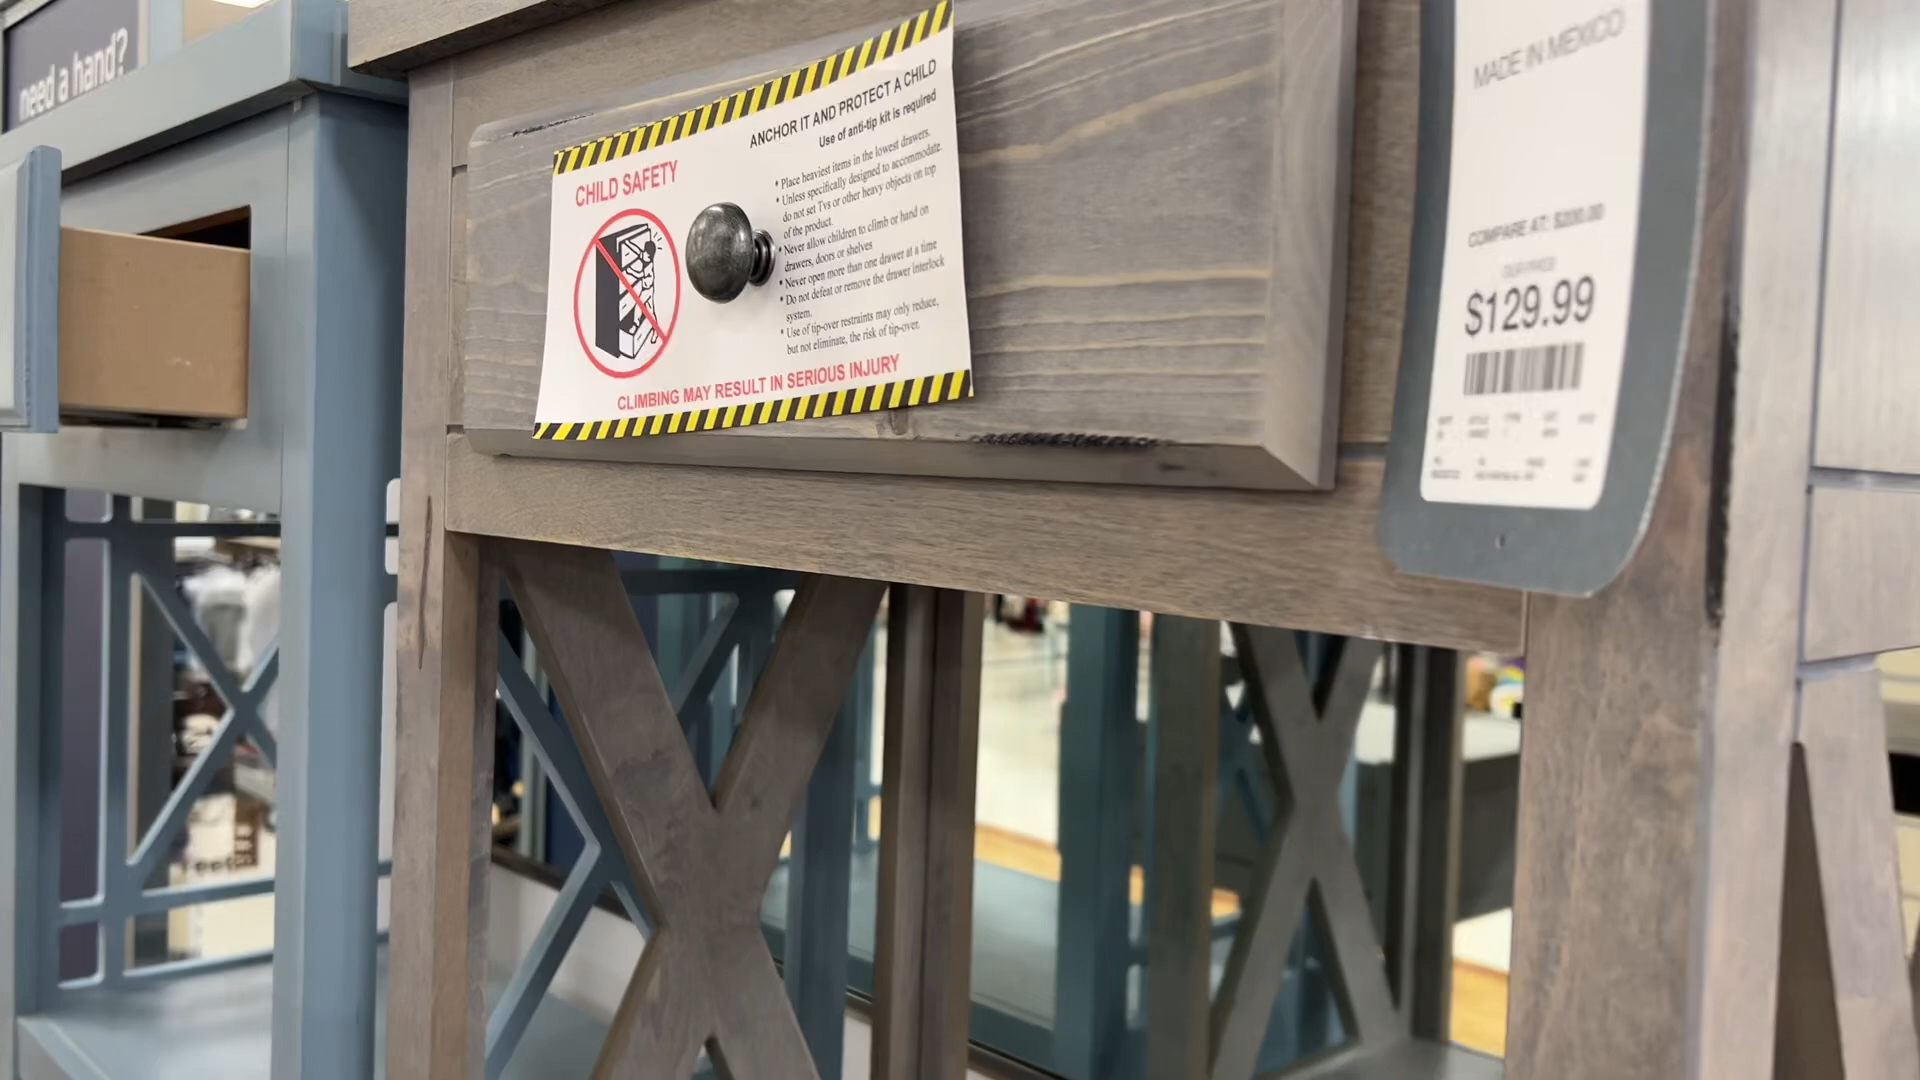 need a hand?
CHILD SAFETY
ANCHOR IT AND PROTECT A CHILD
Use of anti-tip kit is required
• Place heaviest items in the lowest drawers.
• Unless specifically designed to accommodate.
do not set Tvs or other heavy objects on top
of the product.
• Never allow children to climb or hand on
drawers, doors or shelves
• Never open more than one drawer at a time
• Do not defeat or remove the drawer interlock
system.
• Use of tip-over restraints may only reduce,
but not eliminate, the risk of tip-over.
CLIMBING MAY RESULT IN SERIOUS INJURY
MADE IN MEXICO
COMPARE AT:
OUR PRICE
$129.99